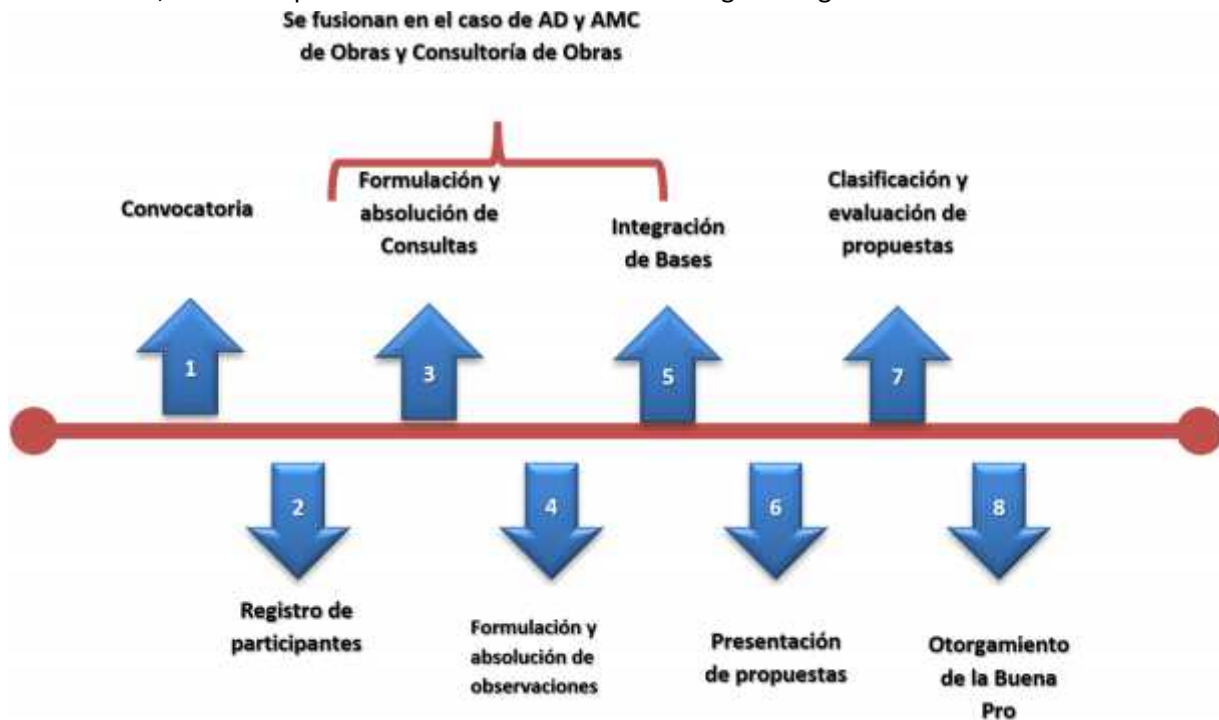 Se fusionan en el caso de AD y AMC
de Obras y Consultoría de Obras
Convocatoria
Formulación y
absolución de
Consultas
Integración
de Bases
Clasificación y
evaluación de
propuestas
1
3
5
7
2
4
6
8
Registro de
participantes
Formulación y
absolución de
observaciones
Presentación
de propuestas
Otorgamiento
de la Buena
Pro